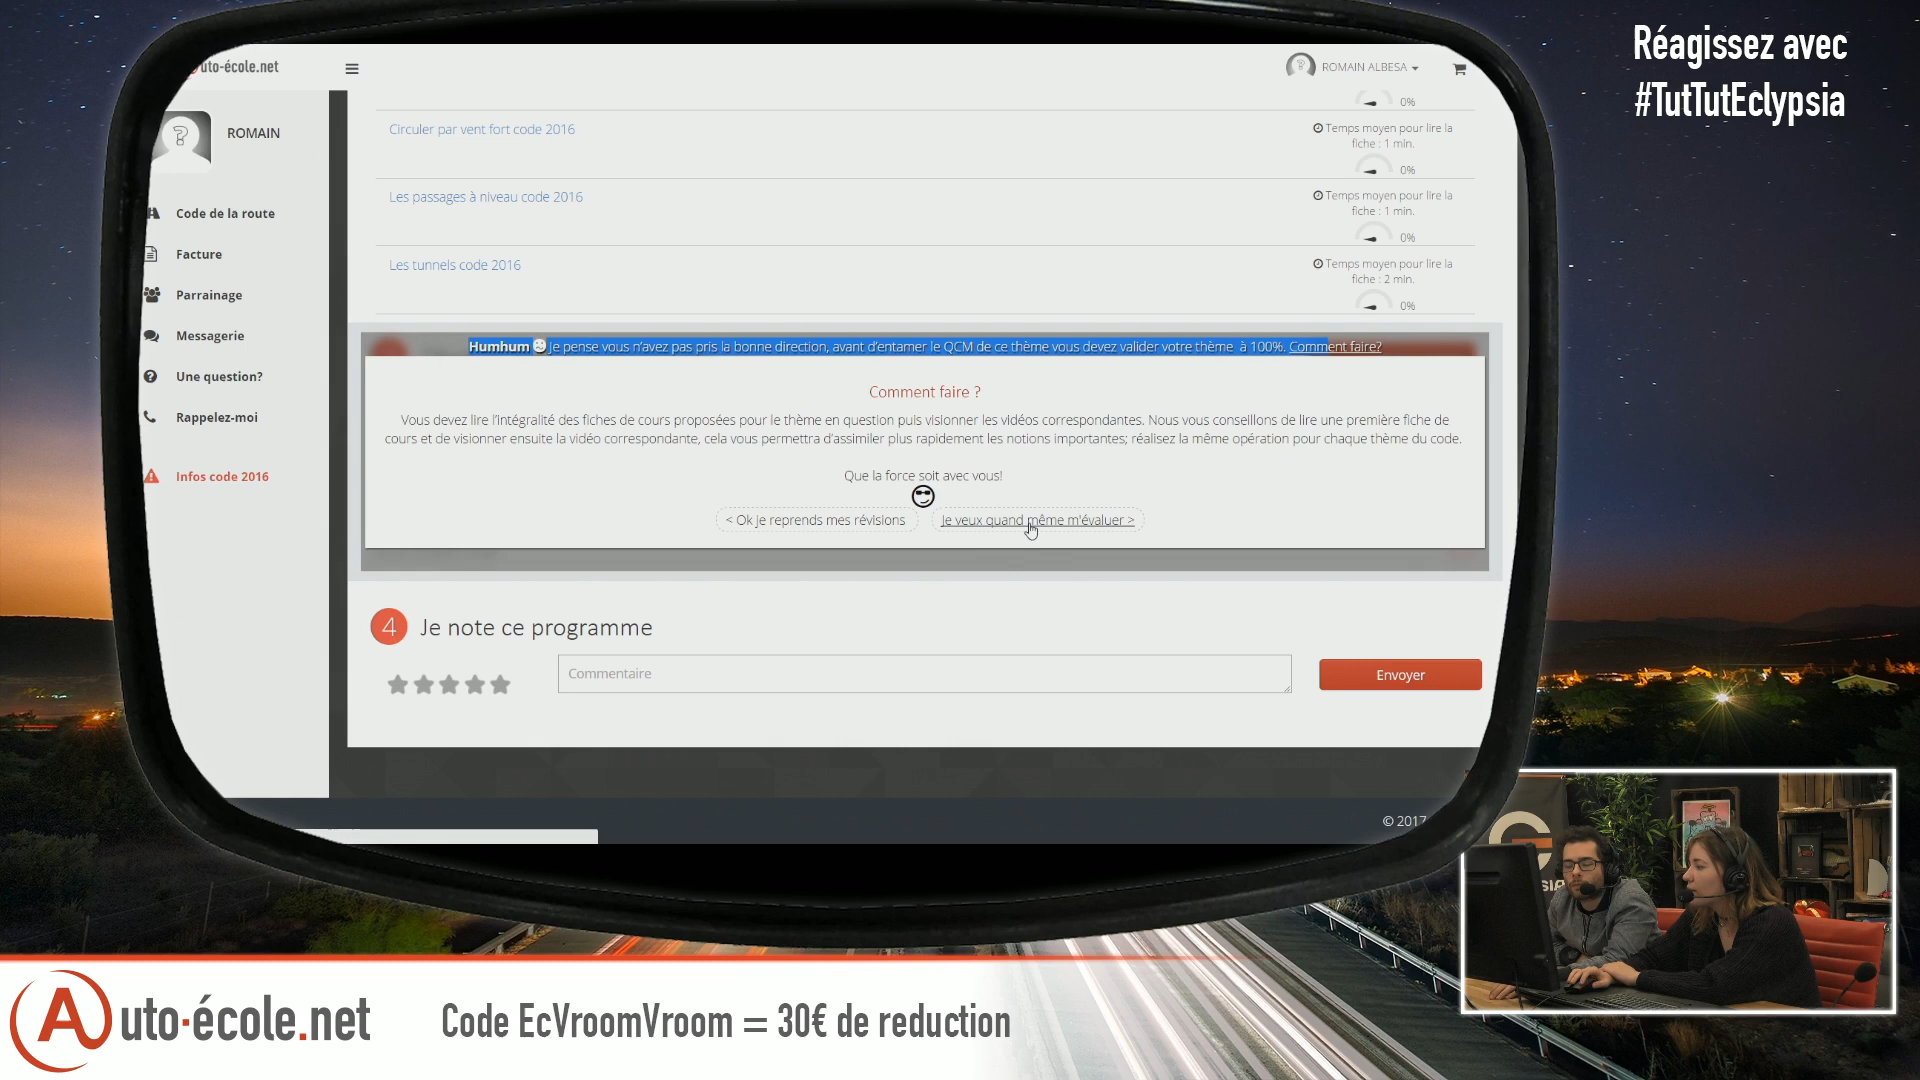 Réagissez avec
#TutTutEclypsia
uto-école.net
ROMAIN ALBESA
ROMAIN
Code de la route
Facture
Parrainage
Messagerie
Une question?
Rappelez-moi
Infos code 2016
0%
Circuler par vent fort code 2016
Temps moyen pour lire la
fiche : 1 min.
0%
Les passages à niveau code 2016
Temps moyen pour lire la
fiche : 1 min.
0%
Les tunnels code 2016
Temps moyen pour lire la
fiche : 2 min.
0%
Humhum Je pense vous n'avez pas pris la bonne direction, avant d'entamer le QCM de ce thème vous devez valider votre thème à 100%. Comment faire?
Comment faire ?
Vous devez lire l'intégralité des fiches de cours proposées pour le thème en question puis visionner les vidéos correspondantes. Nous vous conseillons de lire une première fiche de
cours et de visionner ensuite la vidéo correspondante, cela vous permettra d'assimiler plus rapidement les notions importantes; réalisez la même opération pour chaque thème du code.
Que la force soit avec vous!
< Ok je reprends mes révisions
Je veux quand même m'évaluer >
4 Je note ce programme
Commentaire
Envoyer
© 2017
SIA
Auto-école.net
Code EcVroomVroom = 30€ de reduction